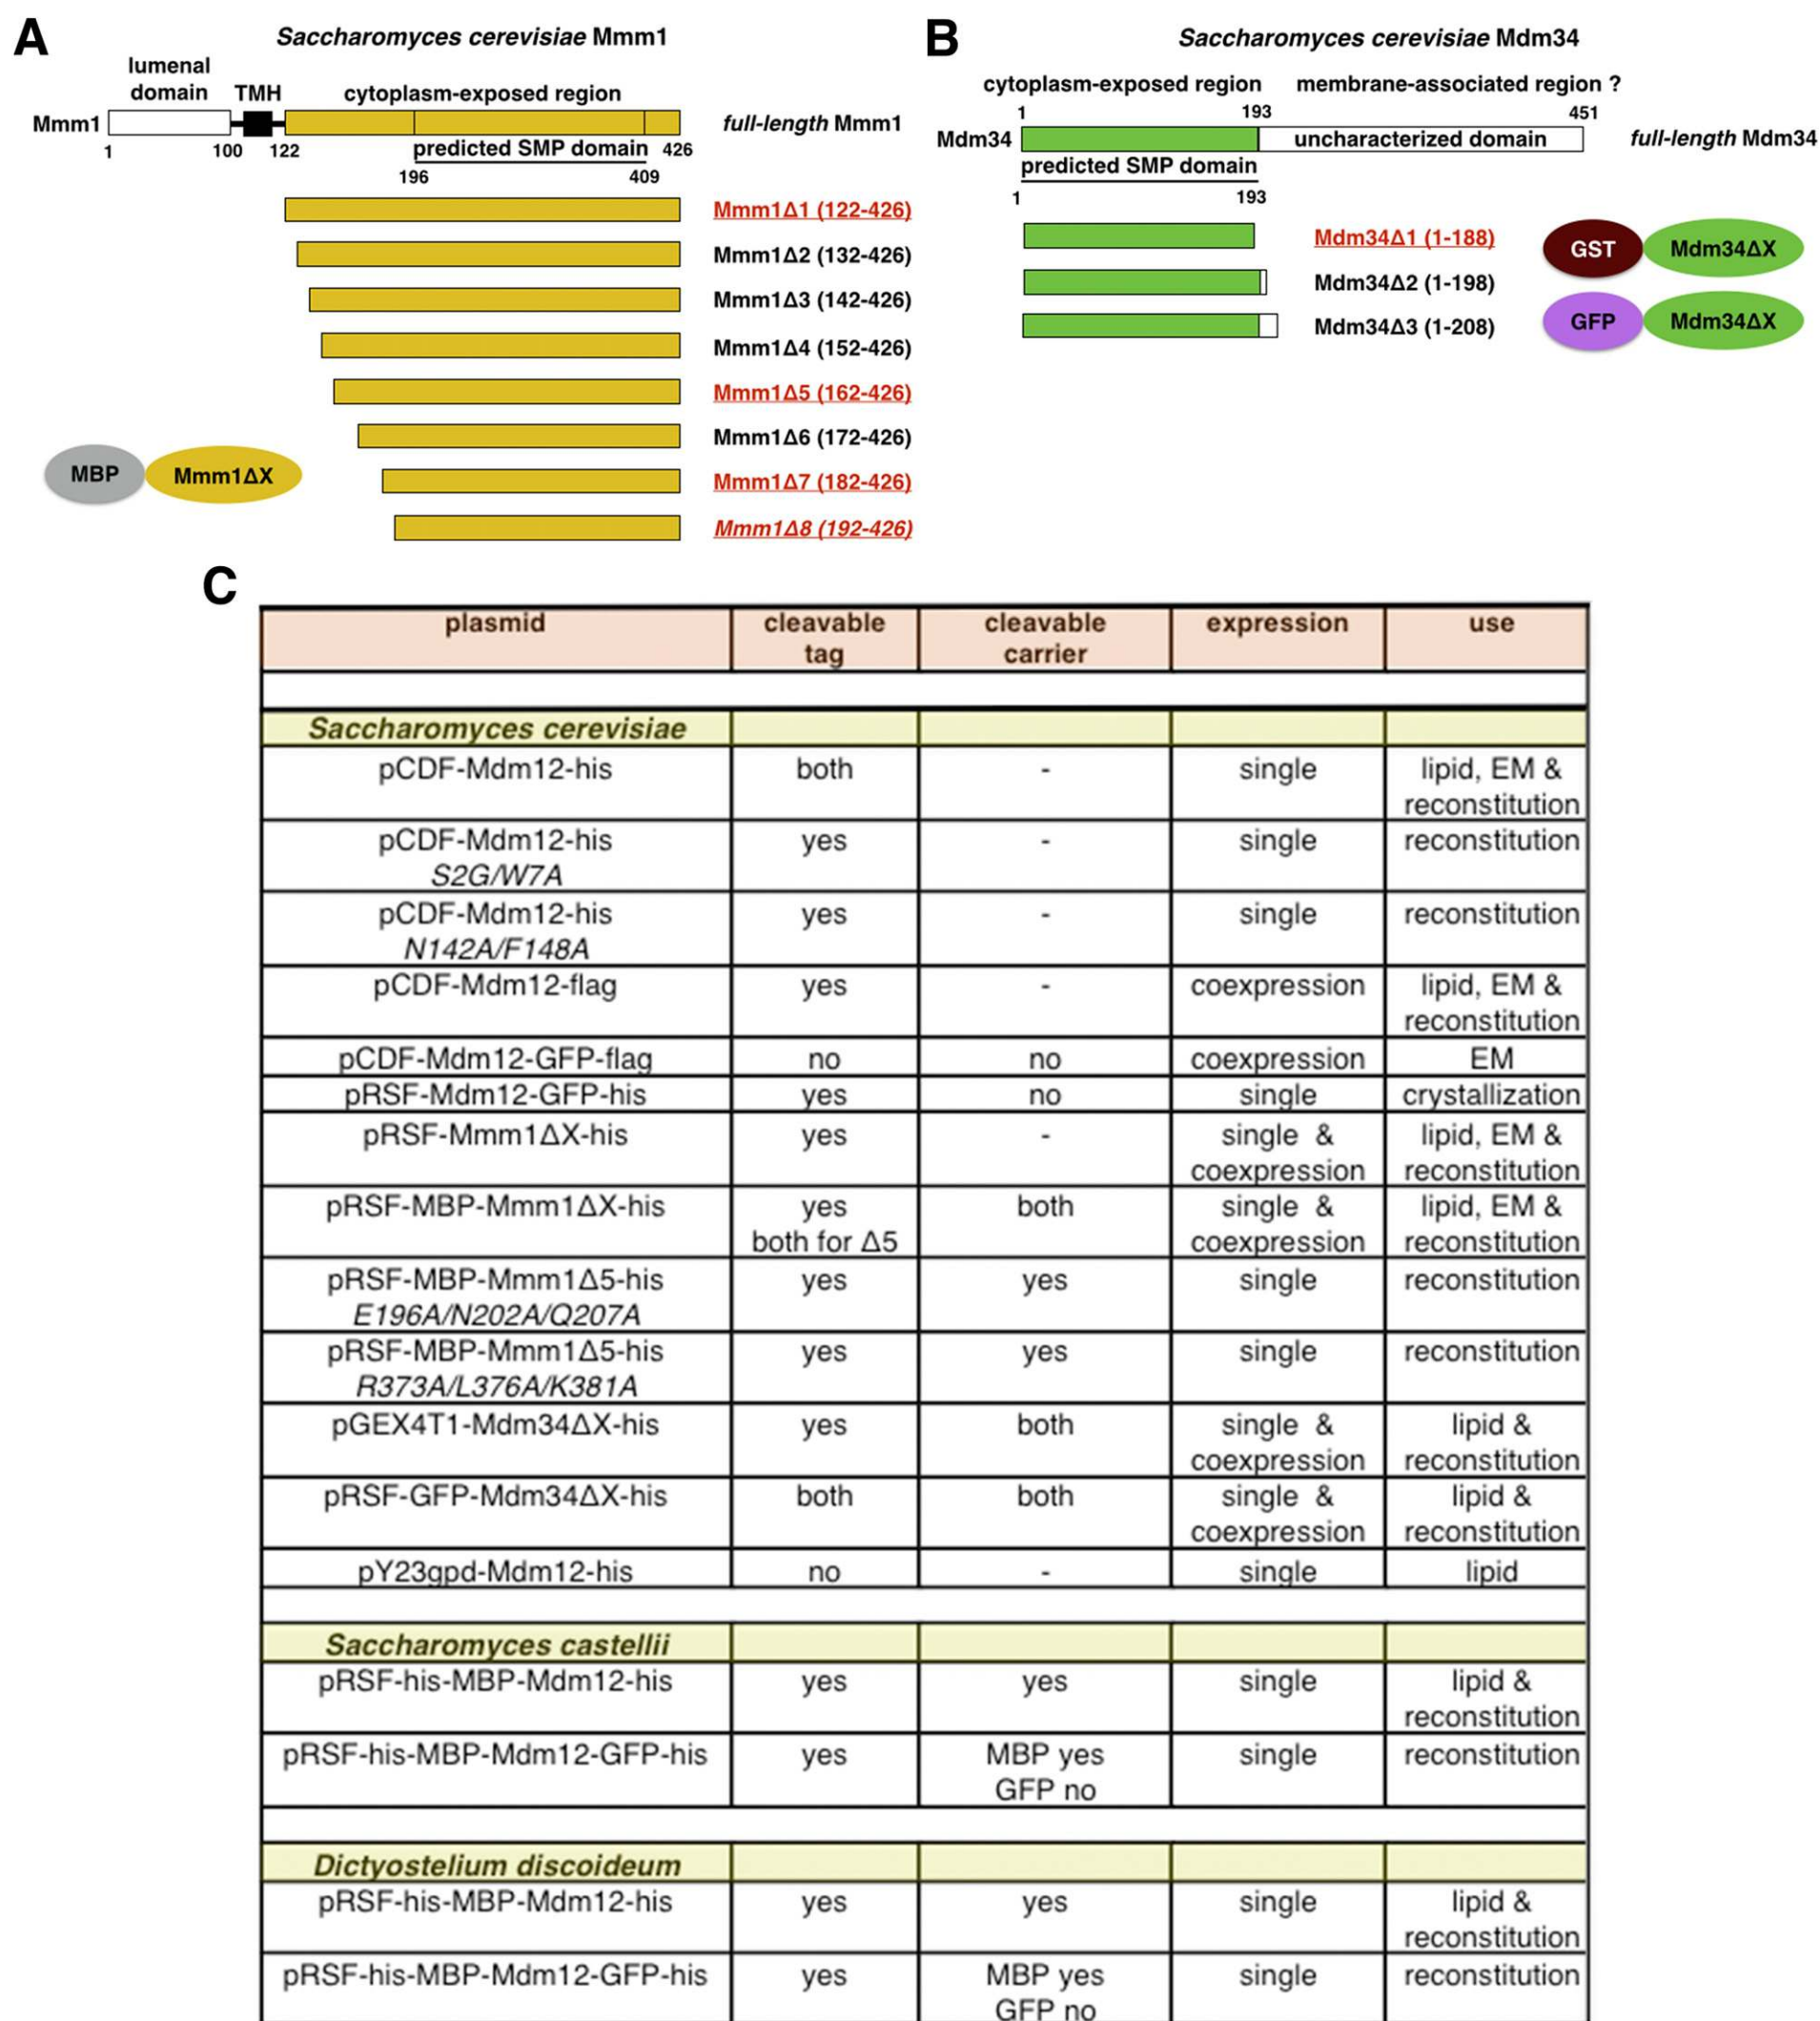 A
Saccharomyces cerevisiae Mmm1
lumenal
domain
TMH
cytoplasm-exposed region
Mmm1
full-length Mmm1
1
100
122
predicted SMP domain
426
196
409
Mmm1Δ1 (122-426)
Mmm1Δ2 (132-426)
Mmm1Δ3 (142-426)
Mmm1Δ4 (152-426)
Mmm1Δ5 (162-426)
Mmm1Δ6 (172-426)
MBP
Mmm1ΔX
Mmm1Δ7 (182-426)
Mmm1Δ8 (192-426)
B
Saccharomyces cerevisiae Mdm34
cytoplasm-exposed region
membrane-associated region ?
1
193
451
Mdm34
uncharacterized domain
full-length Mdm34
predicted SMP domain
1
193
Mdm34Δ1 (1-188)
GST
Mdm34ΔX
Mdm34Δ2 (1-198)
GFP
Mdm34ΔX
Mdm34Δ3 (1-208)
C
plasmid
cleavable
tag
cleavable
carrier
expression
use
Saccharomyces cerevisiae
pCDF-Mdm12-his
both
-
single
lipid, EM &
reconstitution
pCDF-Mdm12-his
S2G/W7A
yes
-
single
reconstitution
pCDF-Mdm12-his
N142A/F148A
yes
-
single
reconstitution
pCDF-Mdm12-flag
yes
-
coexpression
lipid, EM &
reconstitution
pCDF-Mdm12-GFP-flag
no
no
coexpression
EM
pRSF-Mdm12-GFP-his
yes
no
single
crystallization
pRSF-Mmm1ΔX-his
yes
-
single &
coexpression
lipid, EM &
reconstitution
pRSF-MBP-Mmm1ΔX-his
yes
both for Δ5
both
single &
coexpression
lipid, EM &
reconstitution
pRSF-MBP-Mmm1Δ5-his
E196A/N202A/Q207A
yes
yes
single
reconstitution
pRSF-MBP-Mmm1Δ5-his
R373A/L376A/K381A
yes
yes
single
reconstitution
pGEX4T1-Mdm34ΔX-his
yes
both
single &
coexpression
lipid &
reconstitution
pRSF-GFP-Mdm34ΔX-his
both
both
single &
coexpression
lipid &
reconstitution
pY23gpd-Mdm12-his
no
-
single
lipid
Saccharomyces castellii
pRSF-his-MBP-Mdm12-his
yes
yes
single
lipid &
reconstitution
pRSF-his-MBP-Mdm12-GFP-his
yes
MBP yes
GFP no
single
reconstitution
Dictyostelium discoideum
pRSF-his-MBP-Mdm12-his
yes
yes
single
lipid &
reconstitution
pRSF-his-MBP-Mdm12-GFP-his
yes
MBP yes
GFP no
single
reconstitution